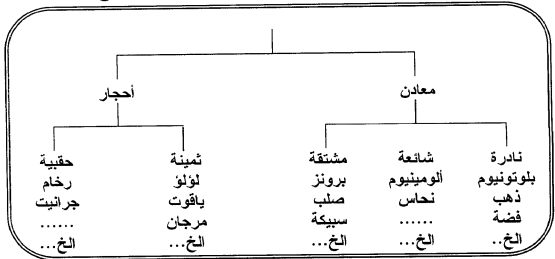 معادن أحجار
نادرة شائعة مشتقة ثمينة حقبية
بلوتونيوم ألومينيوم برونز لؤلؤ رخام
ذهب نحاس صلب ياقوت جرانيت
فضة ...... سبيكة مرجان ......
الخ.. الخ... الخ... الخ... الخ...